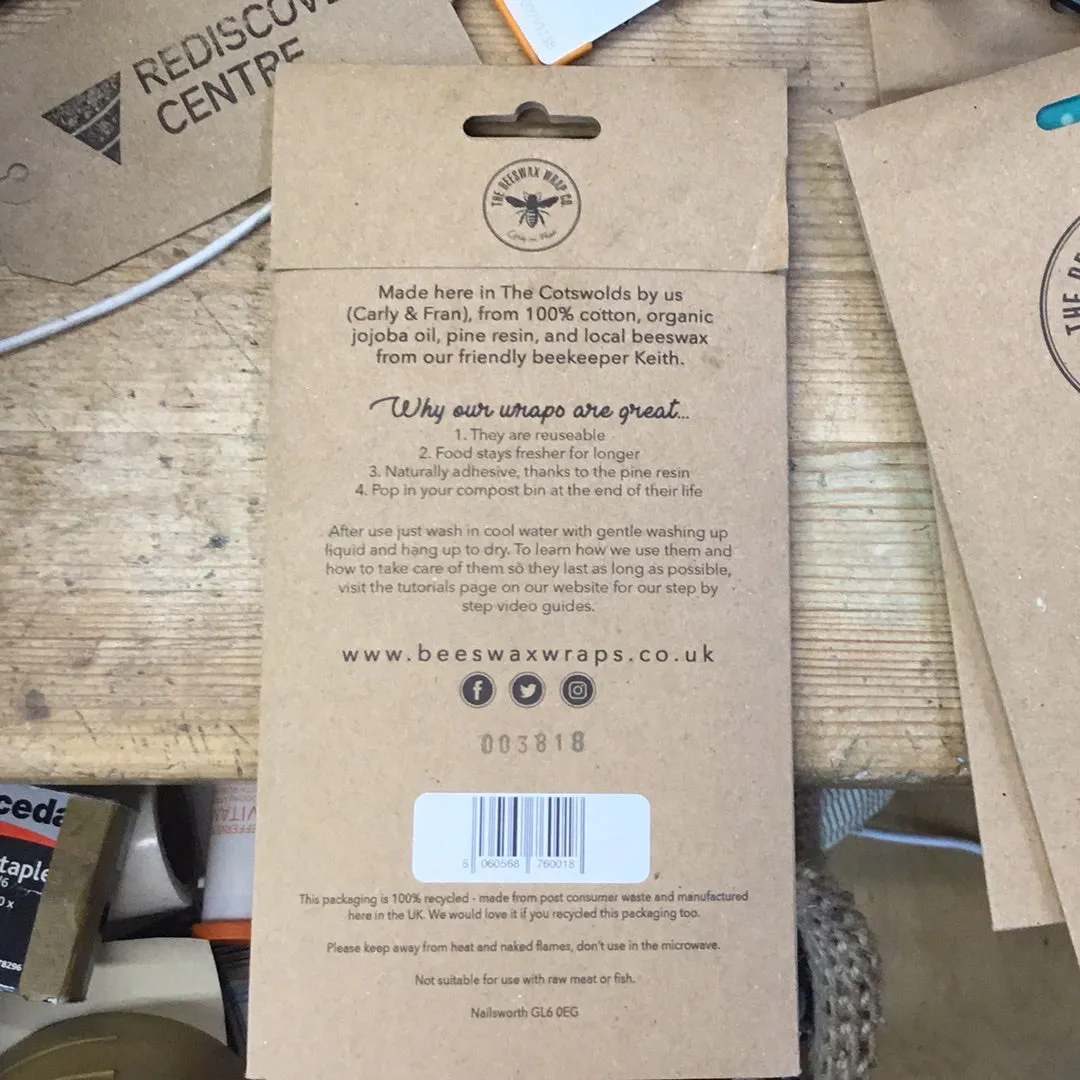 REDISCOV
CENTRE
THE BEESWAX WRAP CO.
Made here in The Cotswolds by us
(Carly & Fran), from 100% cotton, organic
jojoba oil, pine resin, and local beeswax
from our friendly beekeeper Keith.
Why our wraps are great...
1. They are reuseable
2. Food stays fresher for longer
3. Naturally adhesive, thanks to the pine resin
4. Pop in your compost bin at the end of their life
After use just wash in cool water with gentle washing up
liquid and hang up to dry. To learn how we use them and
how to take care of them so they last as long as possible,
visit the tutorials page on our website for our step by
step video guides.
www.beeswaxwraps.co.uk
003818
5 060568 760018
This packaging is 100% recycled - made from post consumer waste and manufactured
here in the UK. We would love it if you recycled this packaging too.
Please keep away from heat and naked flames, don't use in the microwave.
Not suitable for use with raw meat or fish.
Nailsworth GL6 0EG
THE
ceda
taple
0 x
78296
VITAM